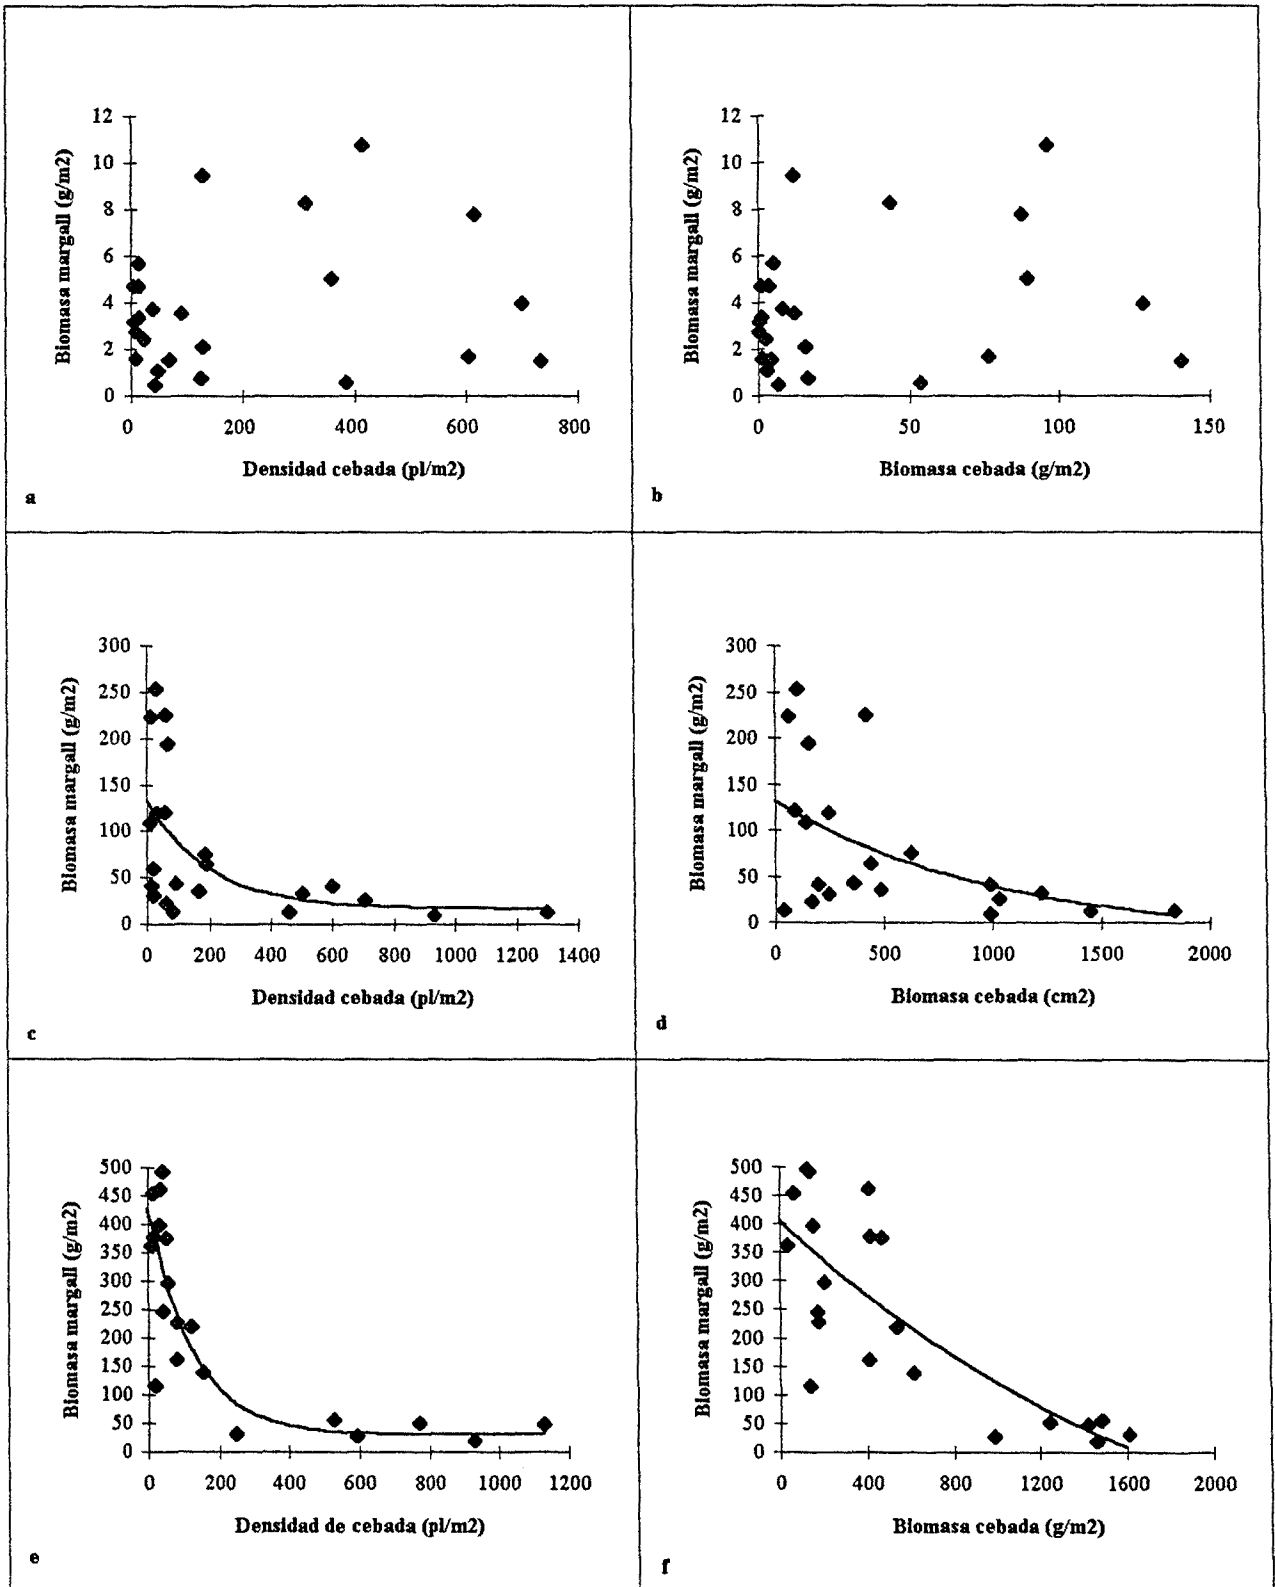 Biomasa margall (g/m2)
12
10
8
6
4
2
0
0 200 400 600 800
Densidad cebada (pl/m2)
a
Biomasa margall (g/m2)
12
10
8
6
4
2
0
0 50 100 150
Biomasa cebada (g/m2)
b
Biomasa margall (g/m2)
300
250
200
150
100
50
0
0 200 400 600 800 1000 1200 1400
Densidad cebada (pl/m2)
c
Biomasa margall (g/m2)
300
250
200
150
100
50
0
0 500 1000 1500 2000
Biomasa cebada (cm2)
d
Biomasa margall (g/m2)
500
450
400
350
300
250
200
150
100
50
0
0 200 400 600 800 1000 1200
Densidad de cebada (pl/m2)
e
Biomasa margall (g/m2)
500
450
400
350
300
250
200
150
100
50
0
0 400 800 1200 1600 2000
Biomasa cebada (g/m2)
f